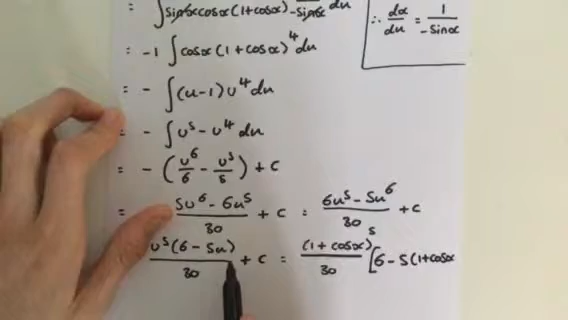 = ∫ sinx cosx (1+cosx)⁴ / -sinx du
∴ dx/du = 1/-sinx
= -1 ∫ cosx (1+cosx)⁴ du
= - ∫ (u-1) u⁴ du
= - ∫ u⁵ - u⁴ du
= - (u⁶/6 - u⁵/5) + c
= 5u⁶ - 6u⁵ / 30 + c = 6u⁵ - 5u⁶ / 30 + c
u⁵(6 - 5u) / 30 + c = (1+cosx)⁵ / 30 [6 - 5(1+cosx